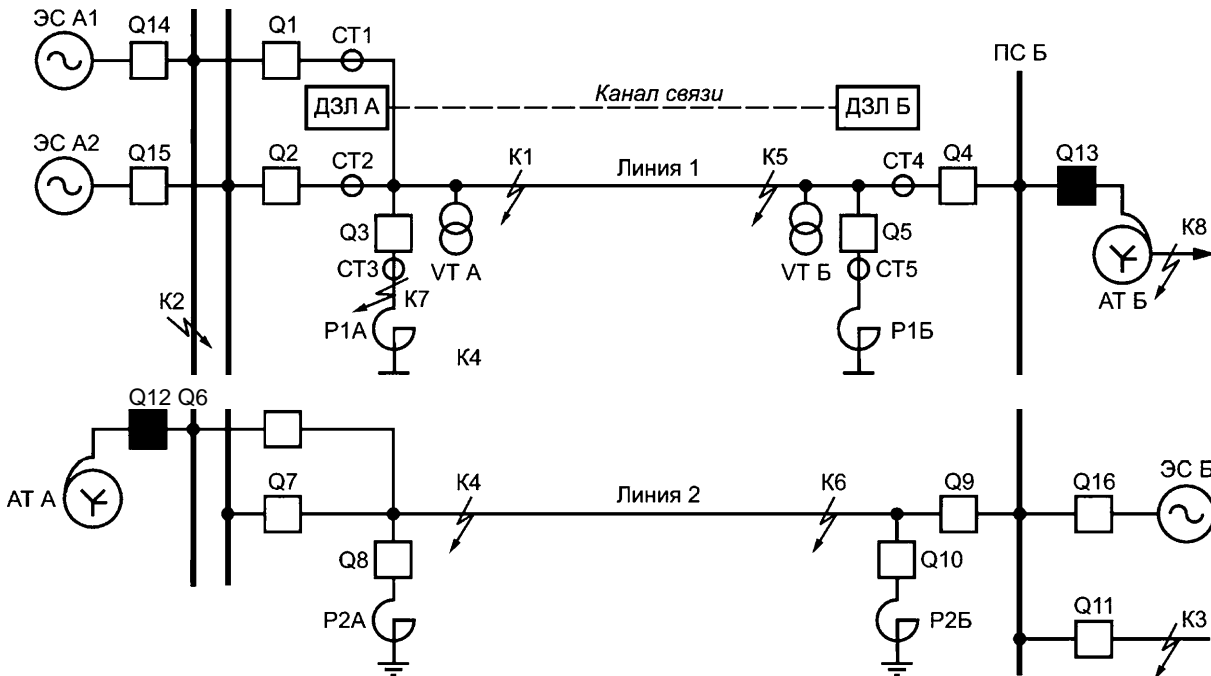 ЭС А1
Q14
Q1
СТ1
ПС Б
ДЗЛ А
Канал связи
ДЗЛ Б
ЭС А2
Q15
Q2
СТ2
К1
Линия 1
К5
СТ4
Q4
Q13
Q3
VT А
VT Б
Q5
К8
СТ3
К7
СТ5
АТ Б
К2
Р1А
Р1Б
К4
Q12
Q6
АТ А
Q7
К4
Линия 2
К6
Q9
Q16
ЭС Б
Q8
Q10
Р2А
Р2Б
Q11
К3